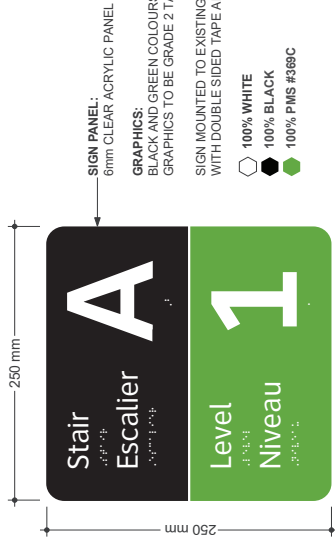 250 mm
250 mm
Stair
Escalier
A
Level
Niveau
1
SIGN PANEL:
6mm CLEAR ACRYLIC PANEL
GRAPHICS:
BLACK AND GREEN COLOURS
GRAPHICS TO BE GRADE 2 TA
SIGN MOUNTED TO EXISTING
WITH DOUBLE SIDED TAPE A
100% WHITE
100% BLACK
100% PMS #369C